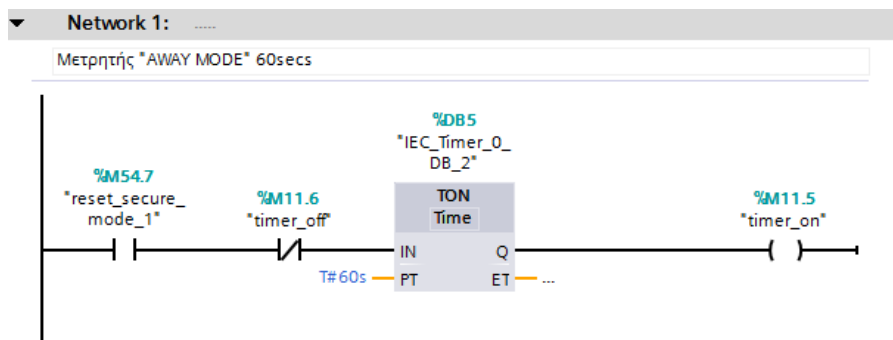 Network 1: .....
Μετρητής "AWAY MODE" 60secs
%DB5
"IEC_Timer_0_
DB_2"
%M54.7
"reset_secure_
mode_1"
%M11.6
"timer_off"
TON
Time
%M11.5
"timer_on"
IN Q
T#60s PT ET ...